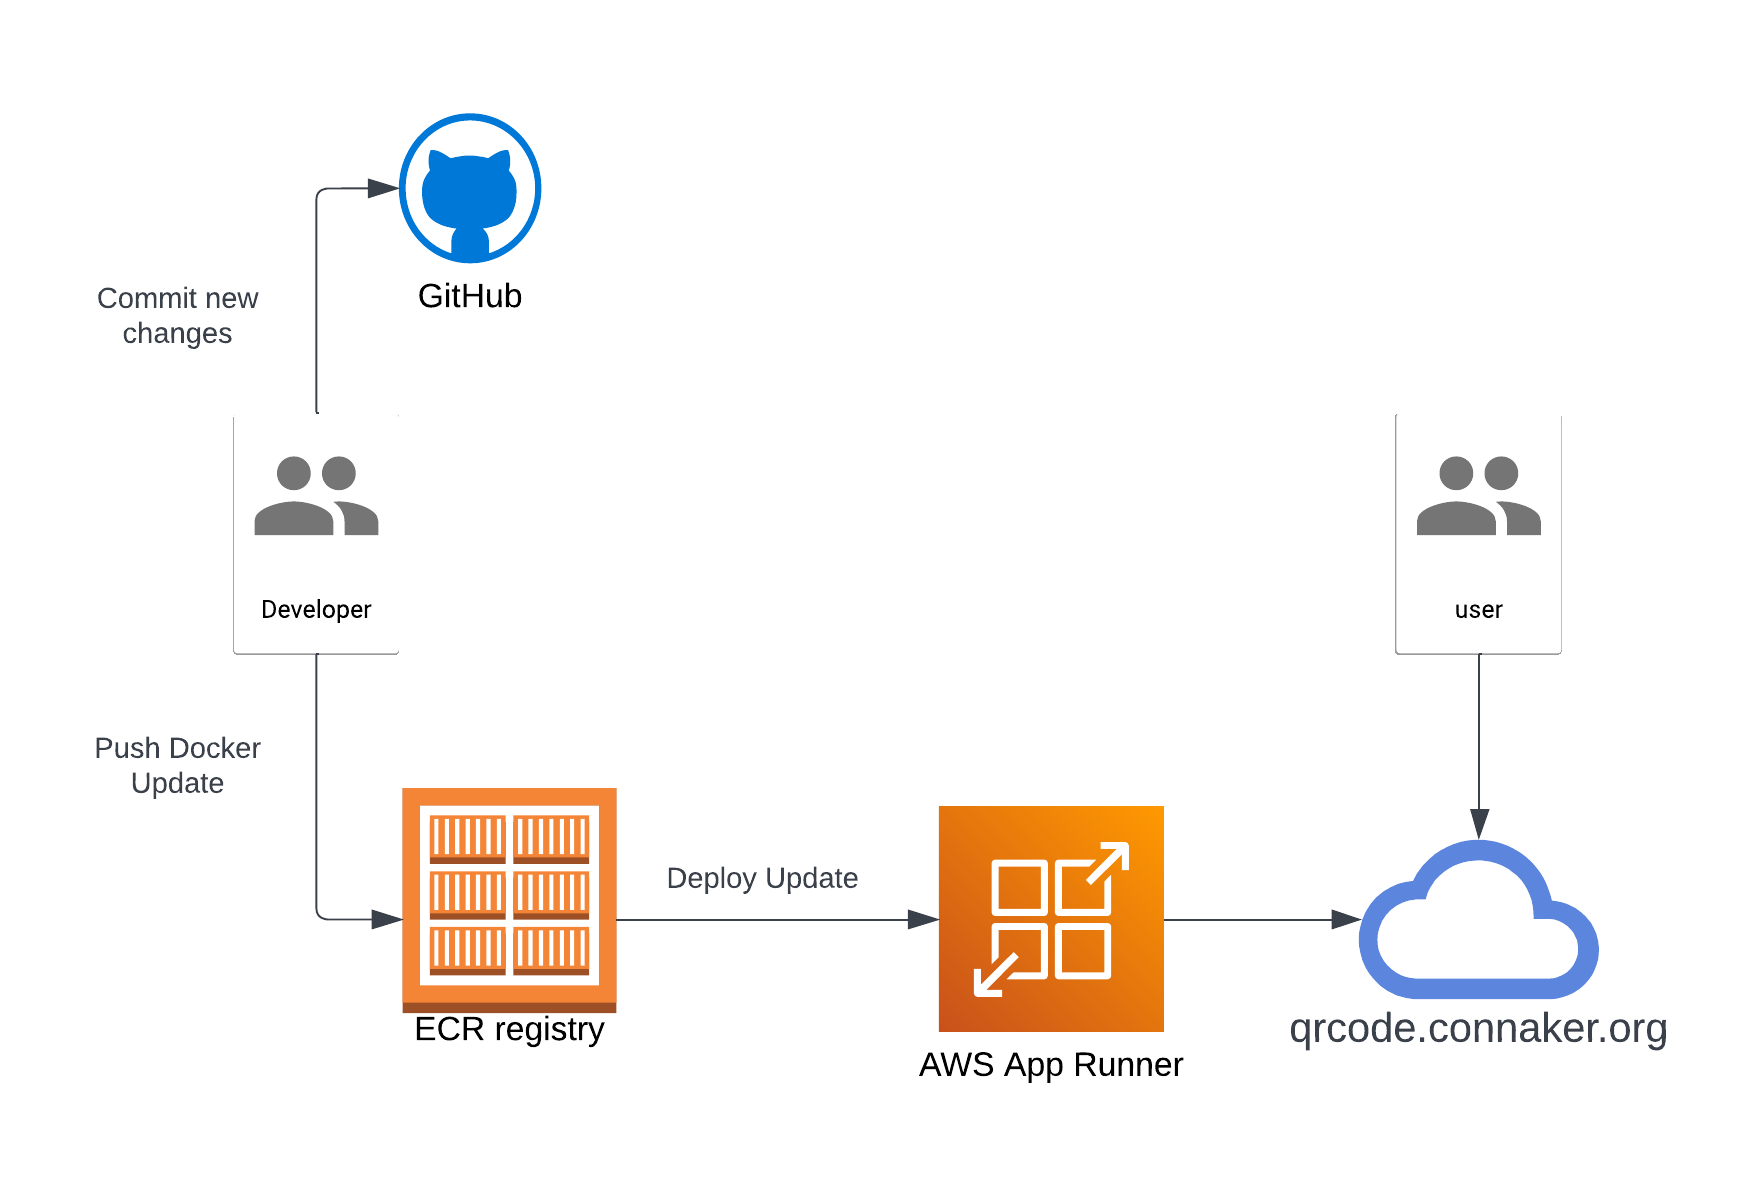 GitHub
Commit new
changes
Developer
user
Push Docker
Update
Deploy Update
ECR registry
AWS App Runner
qrcode.connaker.org